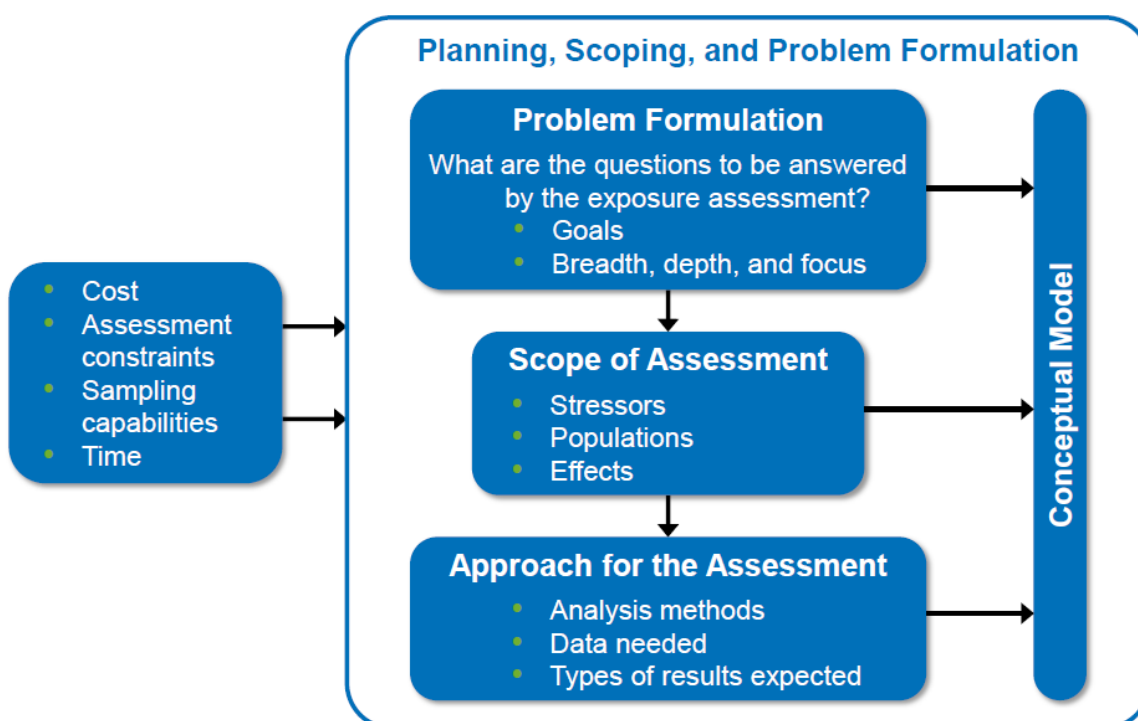 Planning, Scoping, and Problem Formulation
Problem Formulation
What are the questions to be answered
by the exposure assessment?
• Goals
• Breadth, depth, and focus
• Cost
• Assessment
constraints
• Sampling
capabilities
• Time
Scope of Assessment
• Stressors
• Populations
• Effects
Approach for the Assessment
• Analysis methods
• Data needed
• Types of results expected
Conceptual Model